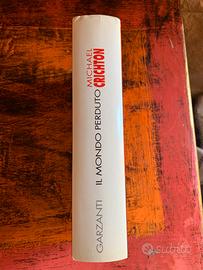 MICHAEL
CRICHTON
IL MONDO PERDUTO
GARZANTI
subito